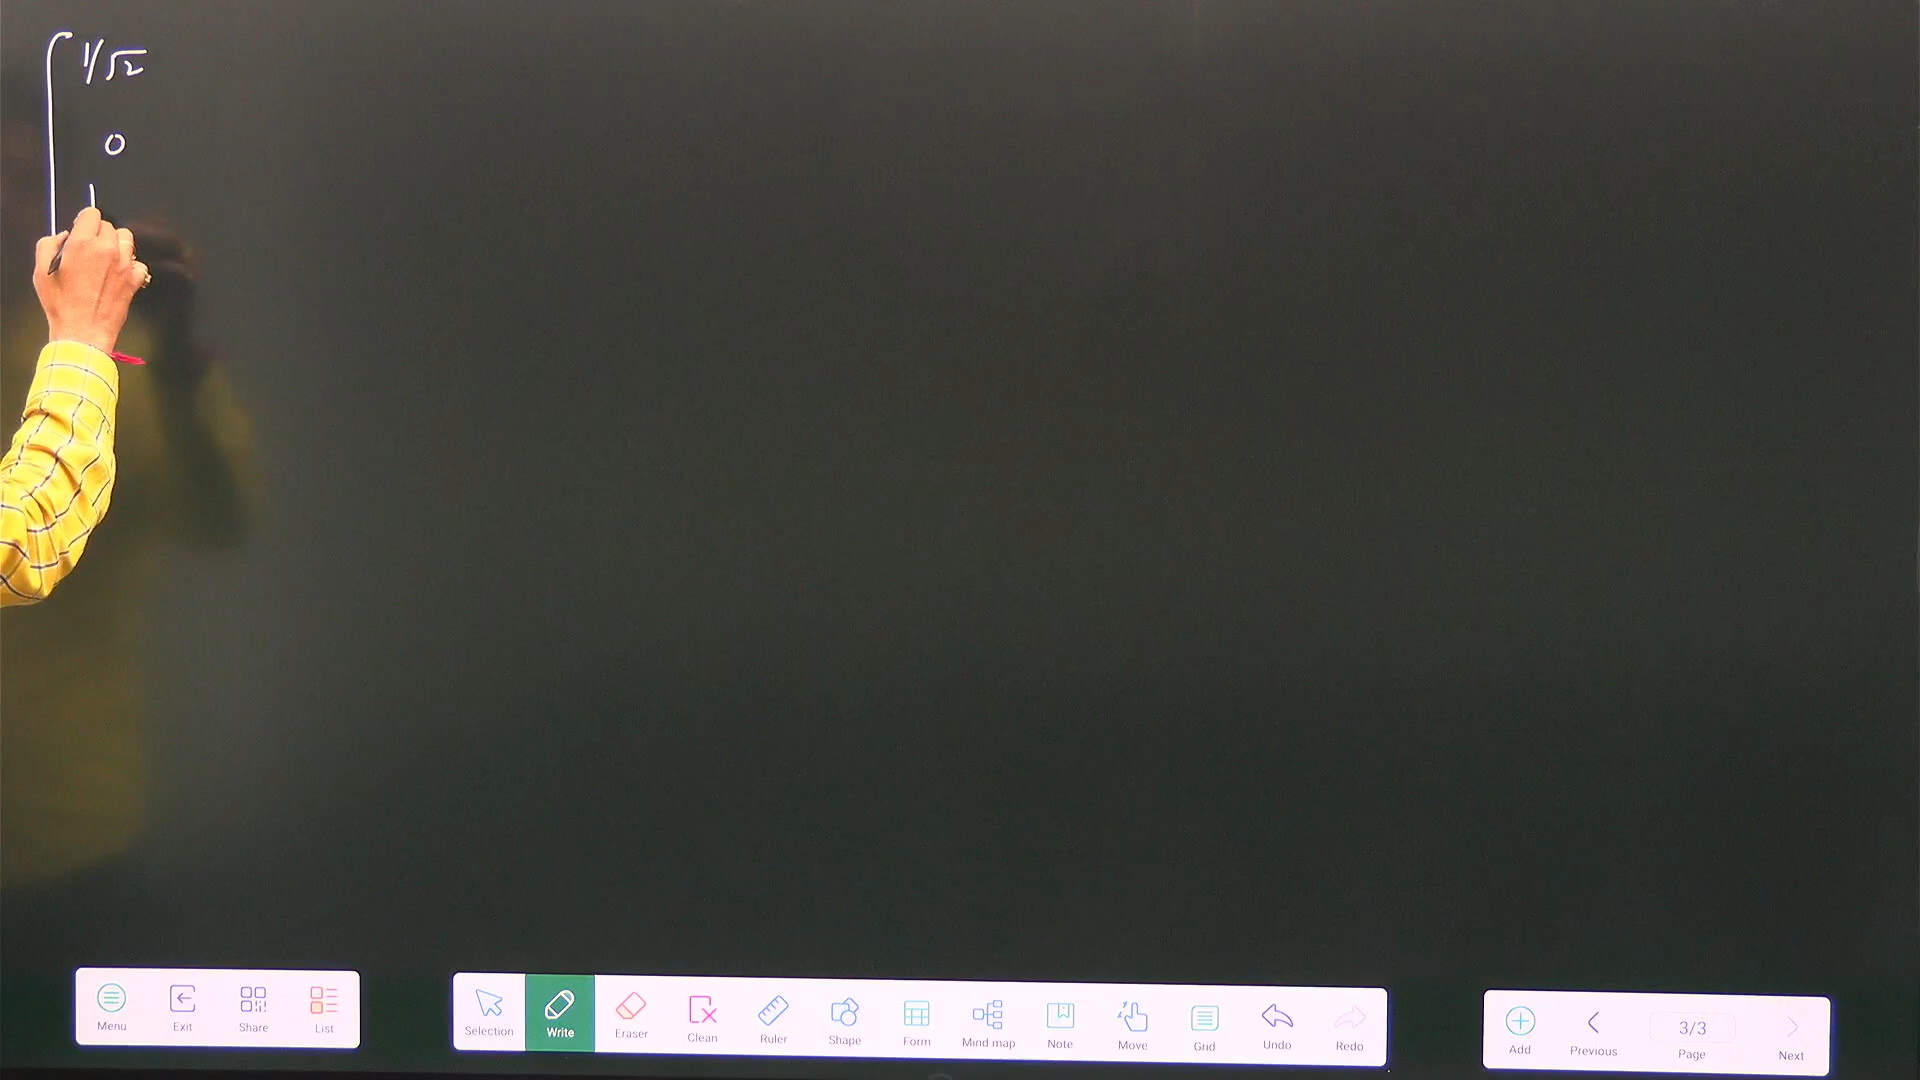 1/√2
0
1
Menu Exit Share List
Selection Write Eraser Clean Ruler Shape Form Mind map Note Move Grid Undo Redo
Add Previous 3/3 Page Next